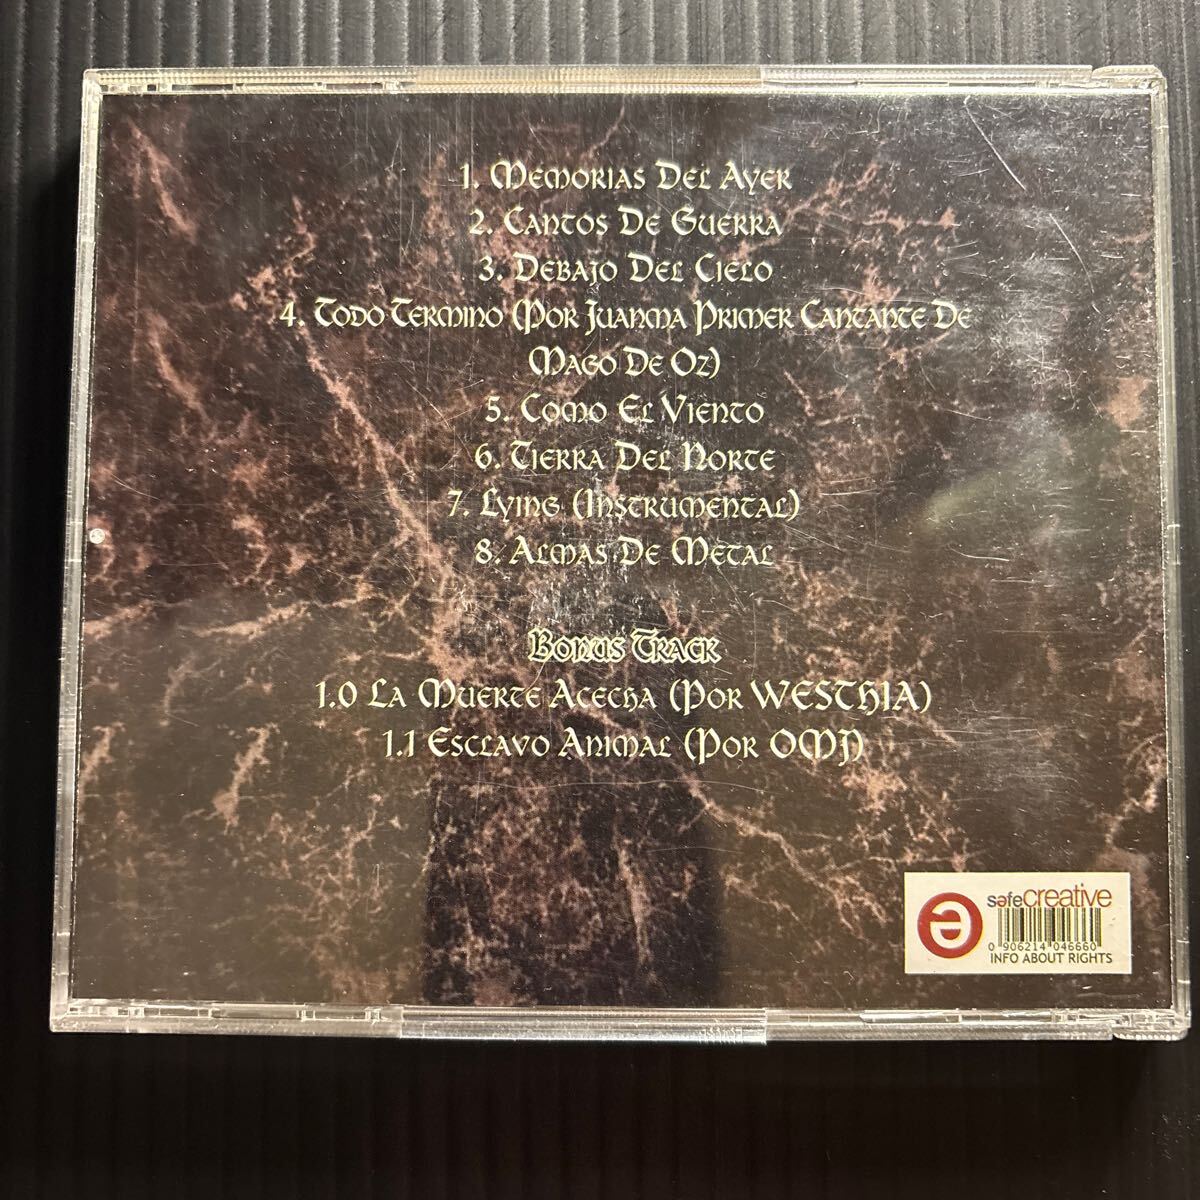 1. Memorias Del Ayer
2. Cantos De Guerra
3. Debajo Del Cielo
4. Todo Termino (Por Juanma Primer Cantante De
Mago De Oz)
5. Como El Viento
6. Tierra Del Norte
7. Lying (Instrumental)
8. Almas De Metal
Bonus Track
1.0 La Muerte Acecha (Por WESTHIA)
1.1 Esclavo Animal (Por OMJ)
safecreative
0 906214 046660
INFO ABOUT RIGHTS